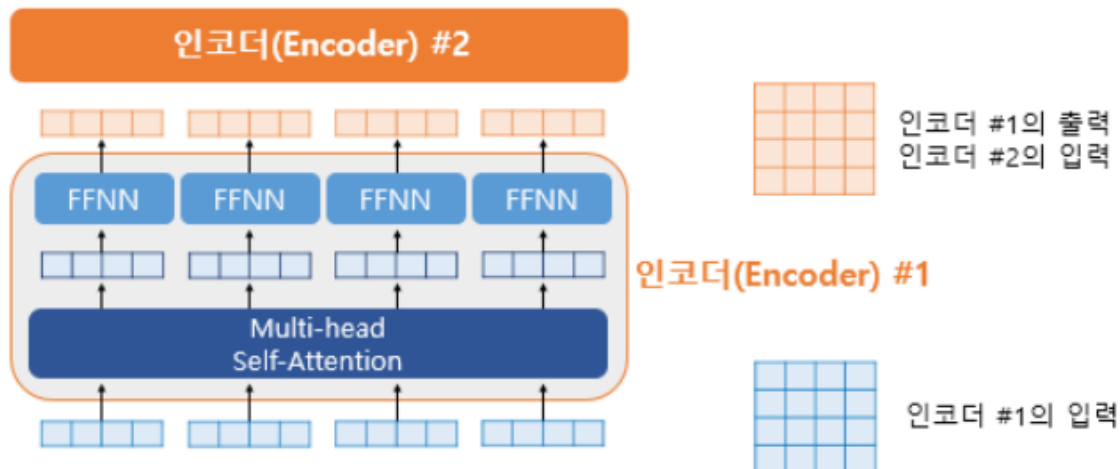 인코더(Encoder) #2
인코더 #1의 출력
인코더 #2의 입력
FFNN FFNN FFNN FFNN
인코더(Encoder) #1
Multi-head
Self-Attention
인코더 #1의 입력